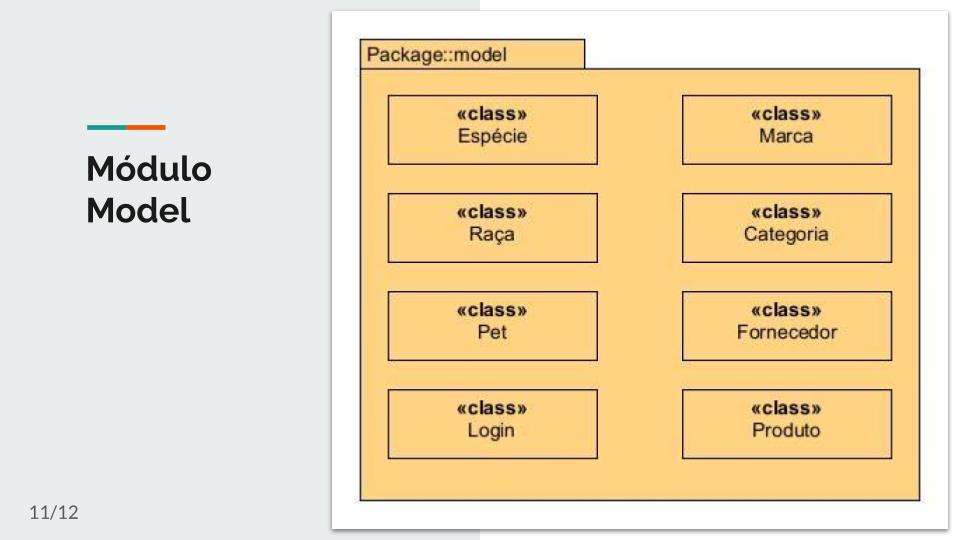 Módulo
Model
Package::model
«class»
Espécie
«class»
Marca
«class»
Raça
«class»
Categoria
«class»
Pet
«class»
Fornecedor
«class»
Login
«class»
Produto
11/12